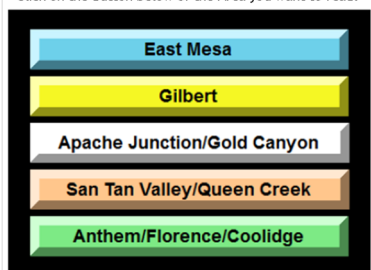 East Mesa
Gilbert
Apache Junction/Gold Canyon
San Tan Valley/Queen Creek
Anthem/Florence/Coolidge